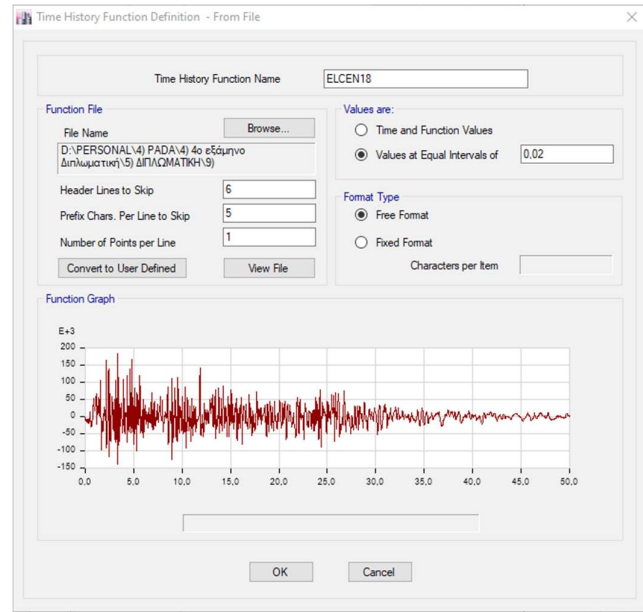 Time History Function Definition - From File
Time History Function Name
ELCEN18
Function File
File Name
Browse...
D:\PERSONAL\4) PADA\4) 4ο εξάμηνο
Διπλωματική\5) ΔΙΠΛΩΜΑΤΙΚΗ\9)
Header Lines to Skip
6
Prefix Chars. Per Line to Skip
5
Number of Points per Line
1
Convert to User Defined
View File
Values are:
Time and Function Values
Values at Equal Intervals of
0,02
Format Type
Free Format
Fixed Format
Characters per Item
Function Graph
E+3
200
150
100
50
0
-50
-100
-150
0,0 5,0 10,0 15,0 20,0 25,0 30,0 35,0 40,0 45,0 50,0
OK
Cancel